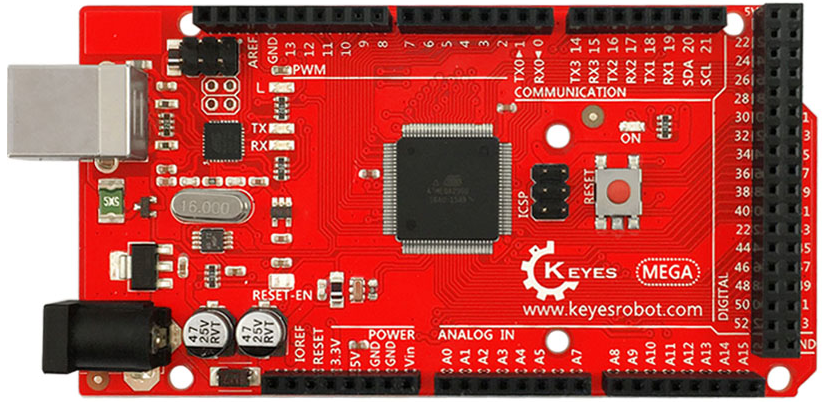 AREF
GND
13
12
11
10
9
8
7
6
5
4
3
2
TX0►1
RX0◄0
TX3 14
RX3 15
TX2 16
RX2 17
TX1 18
RX1 19
SDA 20
SCL 21
PWM
COMMUNICATION
L
TX
RX
ON
RESET
ICSP
16.000
RESET-EN
47
25V
RVT
47
25V
RVT
KEYES
MEGA
www.keyesrobot.com
DIGITAL
22
24
26
28
30
32
34
36
38
40
42
44
46
48
50
52
POWER
IOREF
RESET
3.3V
5V
GND
GND
Vin
ANALOG IN
A0
A1
A2
A3
A4
A5
A7
A8
A9
A10
A11
A12
A13
A14